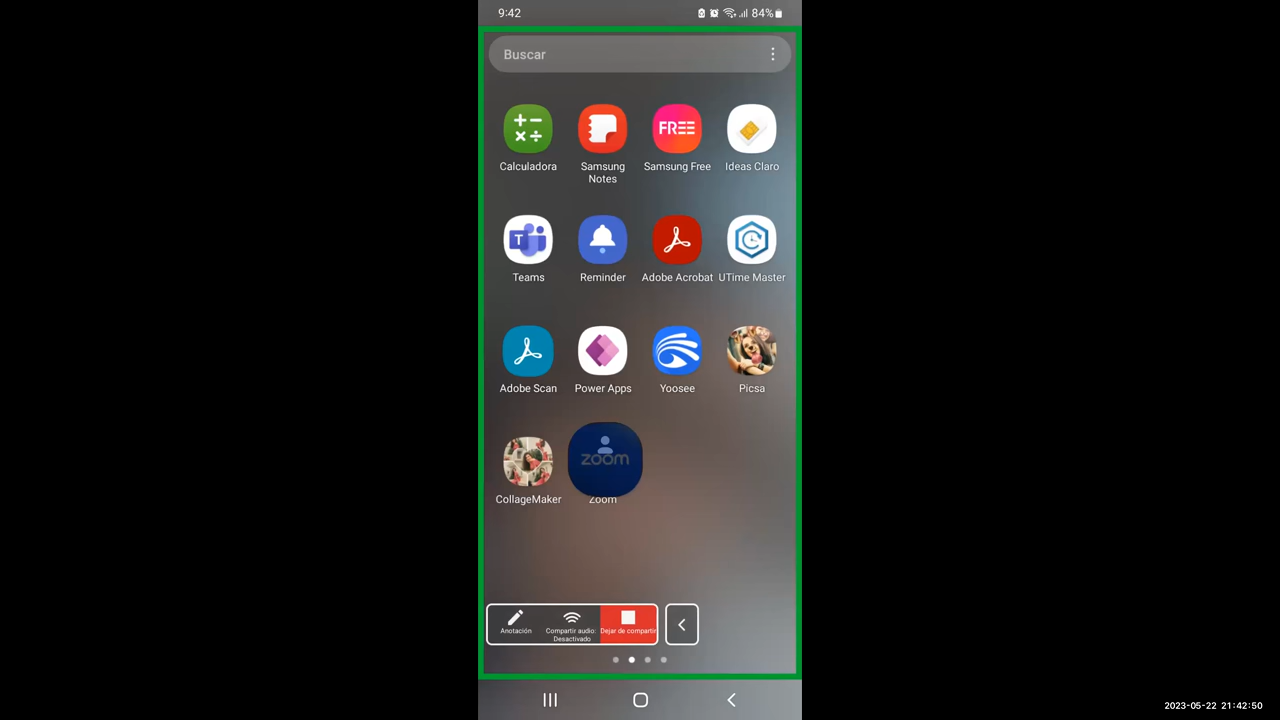 9:42
84%
Buscar
FREE
Calculadora
Samsung Notes
Samsung Free
Ideas Claro
T
Teams
Reminder
Adobe Acrobat
UTime Master
Adobe Scan
Power Apps
Yoosee
Picsa
zoom
CollageMaker
Zoom
Anotación
Compartir audio:
Desactivado
Dejar de compartir
2023-05-22 21:42:50